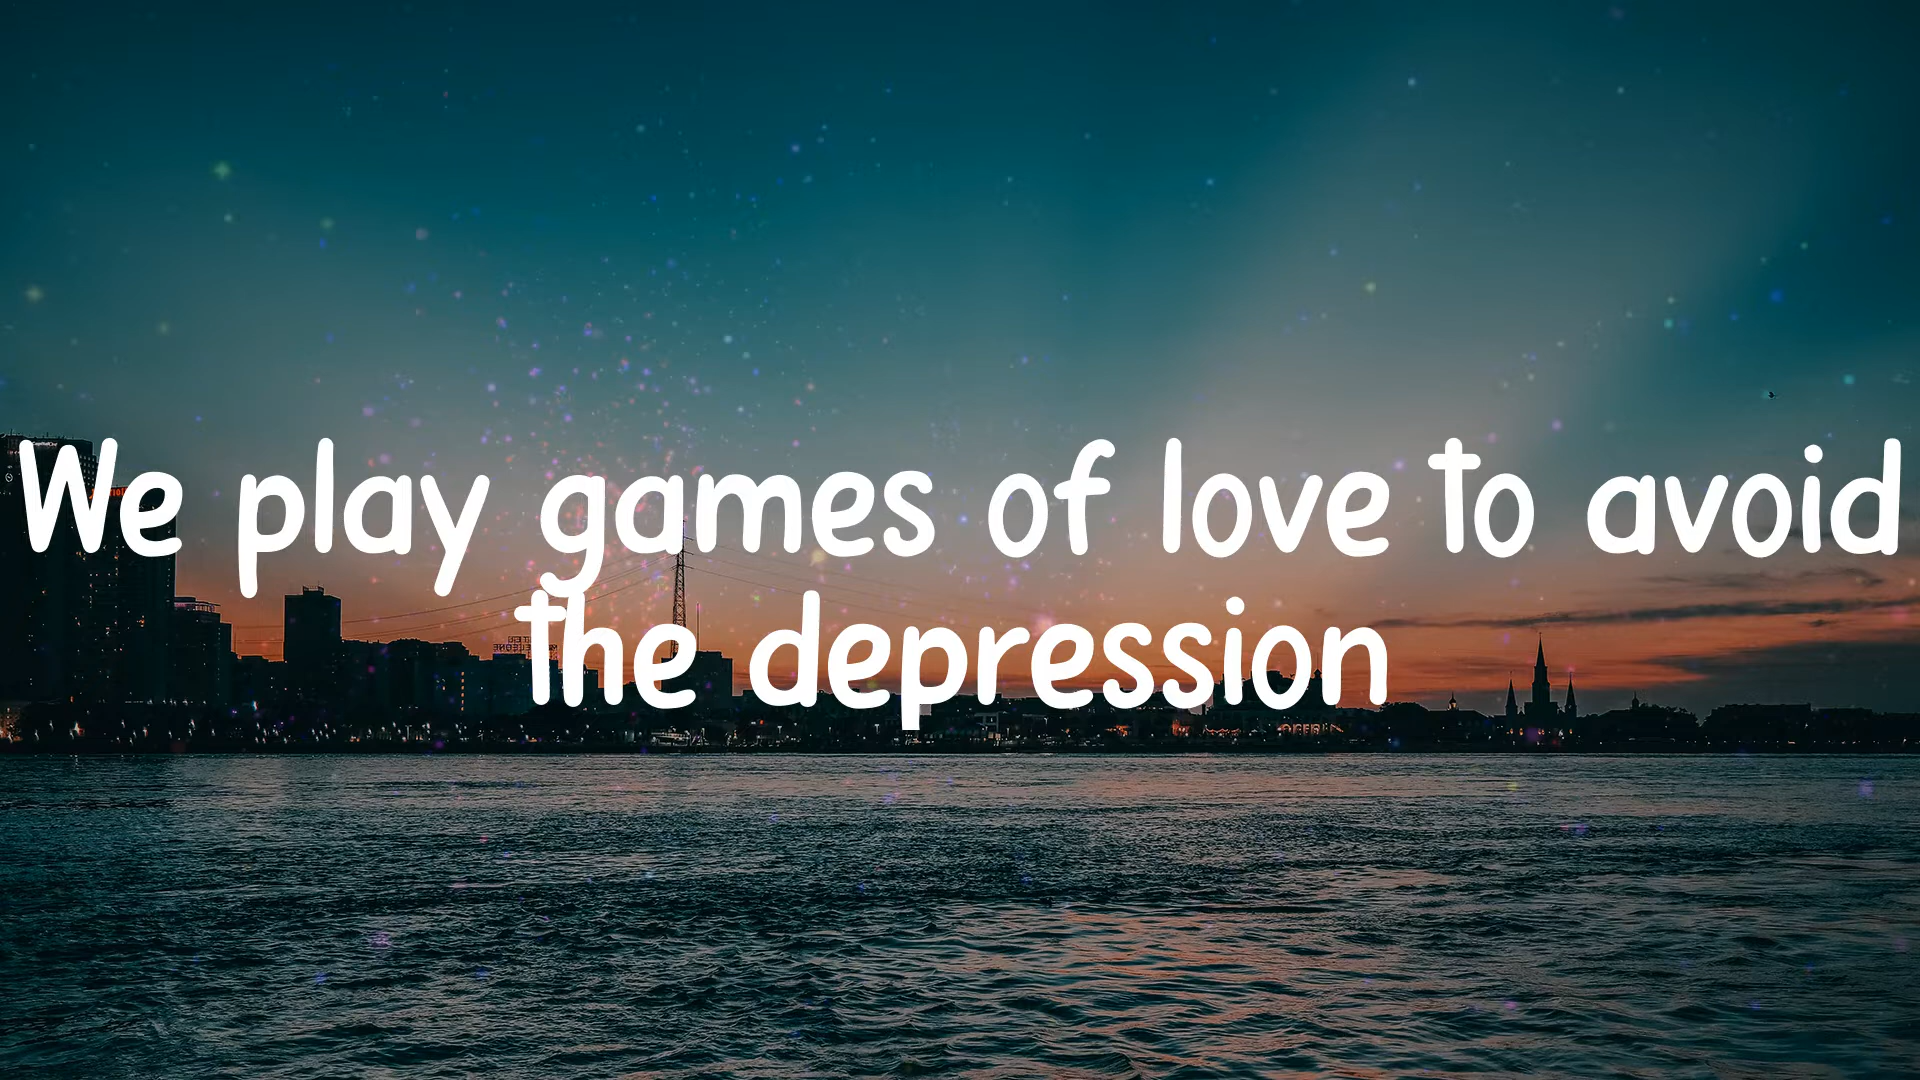 We play games of love to avoid
the depression